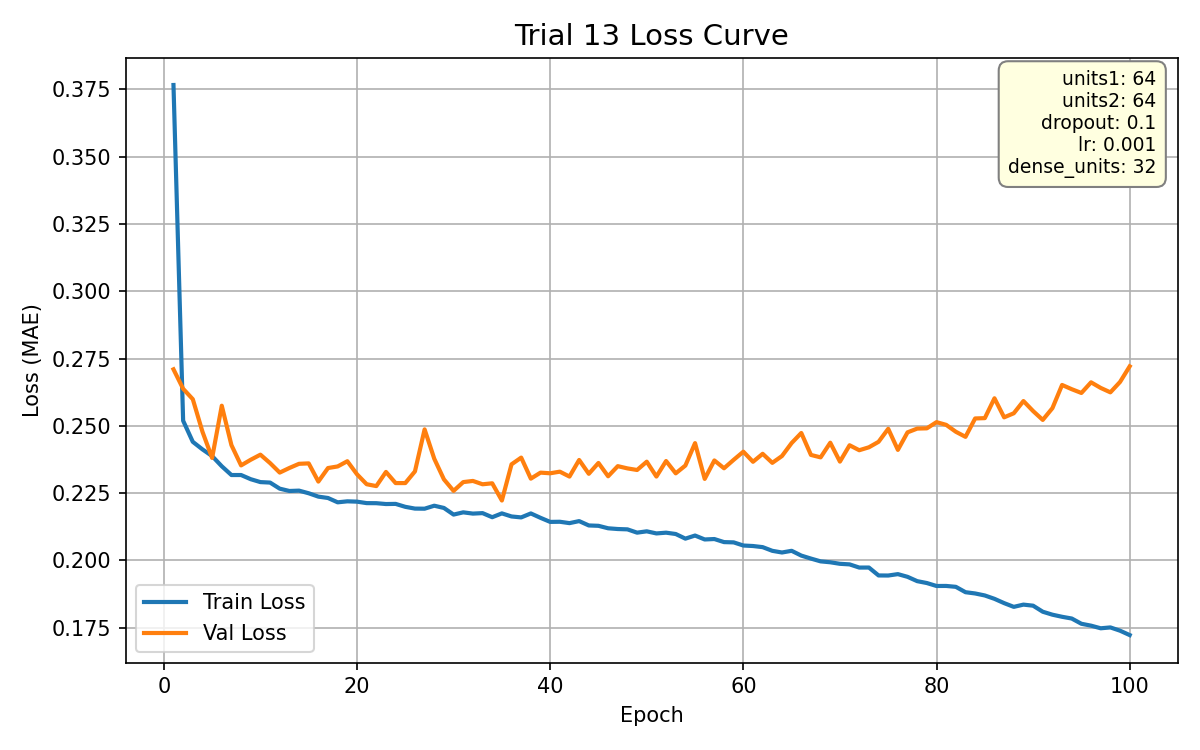 Trial 13 Loss Curve
units1: 64
units2: 64
dropout: 0.1
lr: 0.001
dense_units: 32
Loss (MAE)
0.375
0.350
0.325
0.300
0.275
0.250
0.225
0.200
0.175
Train Loss
Val Loss
0 20 40 60 80 100
Epoch